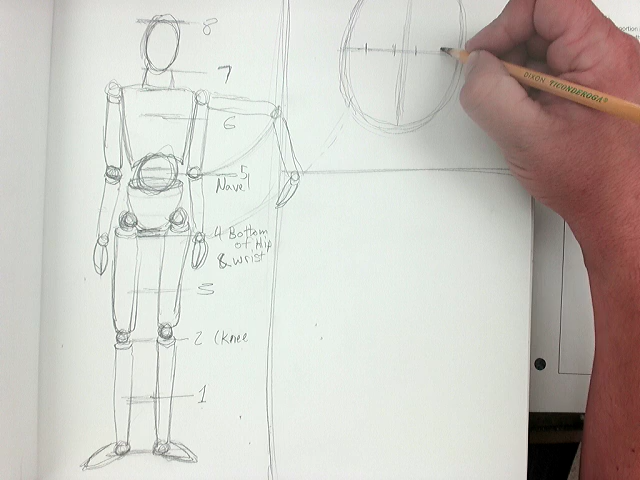 8
7
6
5
Navel
4 Bottom
of Hip
& wrist
3
2 (knee
1
DIXON TICONDEROGA®